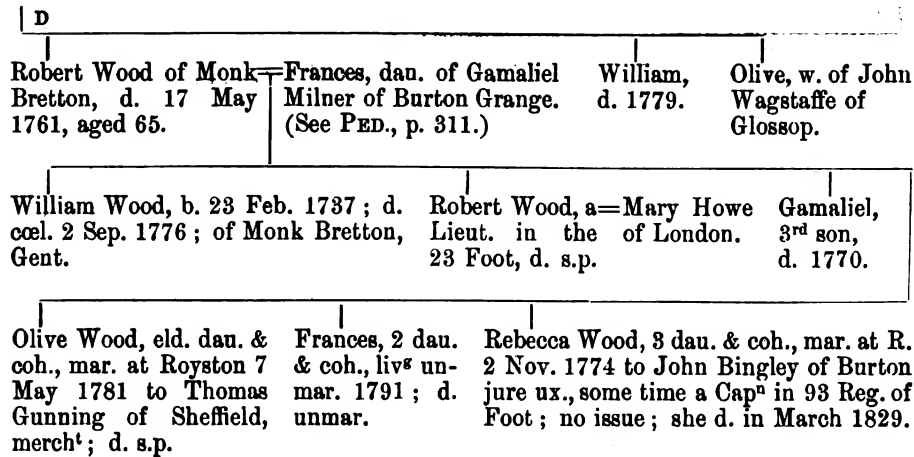 D
Robert Wood of Monk
Bretton, d. 17 May
1761, aged 65.
=Frances, dau. of Gamaliel
Milner of Burton Grange.
(See PED., p. 311.)
William,
d. 1779.
Olive, w. of John
Wagstaffe of
Glossop.
William Wood, b. 23 Feb. 1737 ; d.
cœl. 2 Sep. 1776 ; of Monk Bretton,
Gent.
Robert Wood, a
Lieut. in the
23 Foot, d. s.p.
=Mary Howe
of London.
Gamaliel,
3rd son,
d. 1770.
Olive Wood, eld. dau. &
coh., mar. at Royston 7
May 1781 to Thomas
Gunning of Sheffield,
mercht ; d. s.p.
Frances, 2 dau.
& coh., livg un-
mar. 1791 ; d.
unmar.
Rebecca Wood, 3 dau. & coh., mar. at R.
2 Nov. 1774 to John Bingley of Burton
jure ux., some time a Capn in 93 Reg. of
Foot ; no issue ; she d. in March 1829.